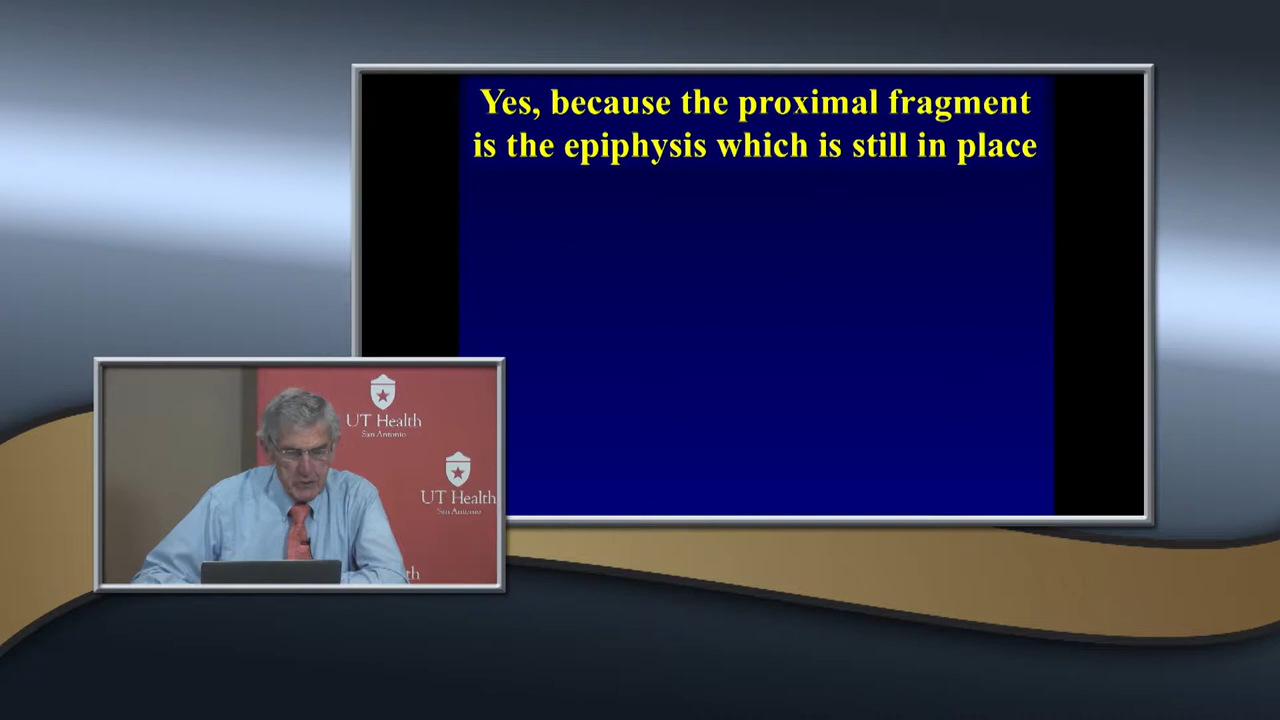 Yes, because the proximal fragment
is the epiphysis which is still in place
UT Health
San Antonio
UT Health
San Antonio
th